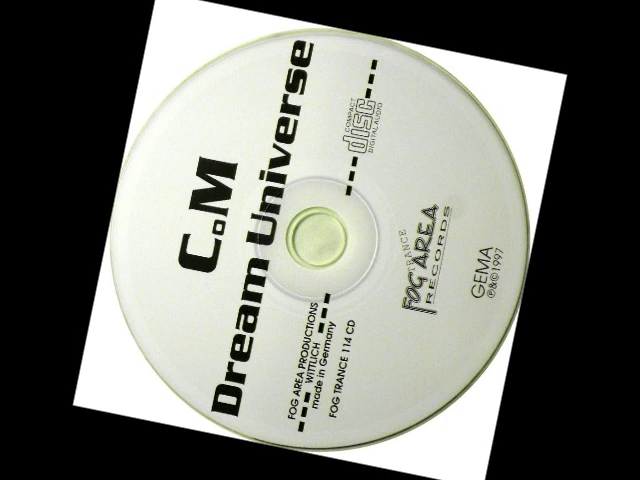 C.M
Dream Universe
COMPACT
disc
DIGITAL AUDIO
FOG AREA PRODUCTIONS
WITTLICH
made in Germany
FOG TRANCE 114 CD
TRANCE
FOG AREA
RECORDS
GEMA
℗&©1997